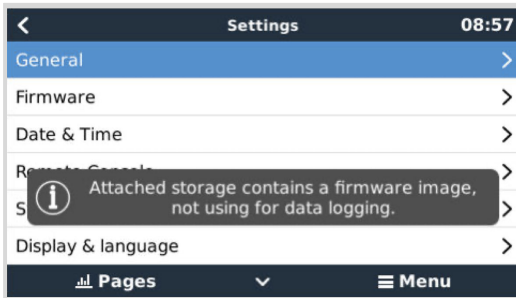 Settings
08:57
General
Firmware
Date & Time
Attached storage contains a firmware image,
not using for data logging.
Display & language
Pages
Menu